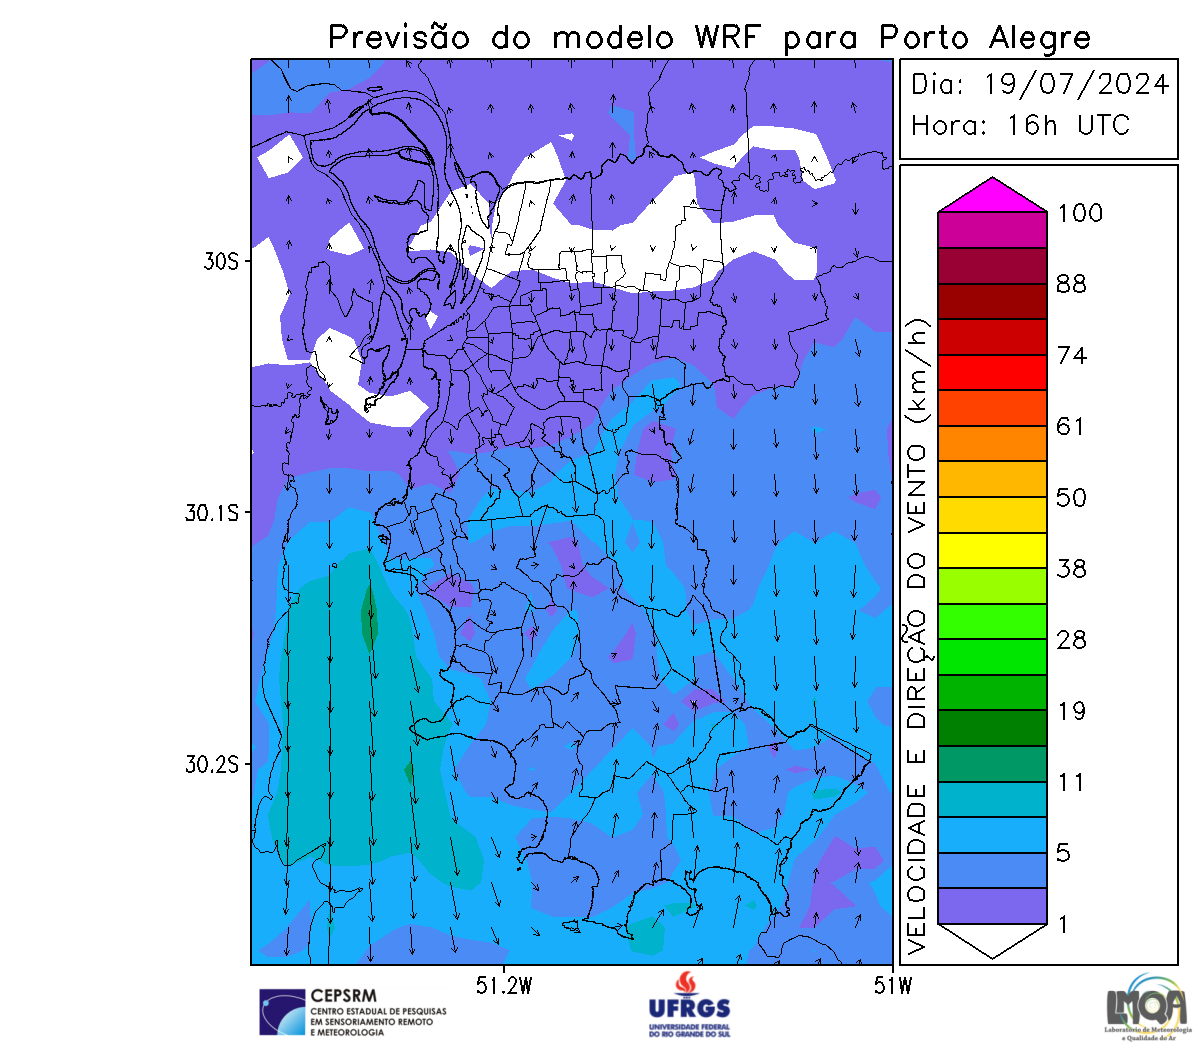 Previsão do modelo WRF para Porto Alegre
Dia: 19/07/2024
Hora: 16h UTC
30S
30.1S
30.2S
51.2W
51W
VELOCIDADE E DIREÇÃO DO VENTO (km/h)
100
88
74
61
50
38
28
19
11
5
1
CEPSRM
CENTRO ESTADUAL DE PESQUISAS
EM SENSORIAMENTO REMOTO
E METEOROLOGIA
UFRGS
UNIVERSIDADE FEDERAL
DO RIO GRANDE DO SUL
LMQA
Laboratório de Meteorologia
e Qualidade do Ar